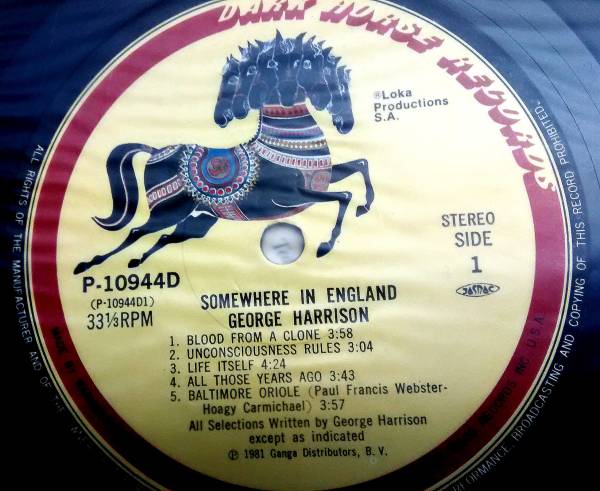 DARK HORSE RECORDS
®Loka
Productions
S.A.
STEREO
SIDE
1
JASRAC
P-10944D
(P-10944D1)
33⅓RPM
SOMEWHERE IN ENGLAND
GEORGE HARRISON
1. BLOOD FROM A CLONE 3:58
2. UNCONSCIOUSNESS RULES 3:04
3. LIFE ITSELF 4:24
4. ALL THOSE YEARS AGO 3:43
5. BALTIMORE ORIOLE (Paul Francis Webster-
Hoagy Carmichael) 3:57
All Selections Written by George Harrison
except as indicated
℗ 1981 Ganga Distributors, B. V.
ALL RIGHTS OF THE MANUFACTURER AND OF THE
PERFORMANCE, BROADCASTING AND COPYING OF THIS RECORD PROHIBITED.
MADE BY
RECORDS INC. U.S.A.